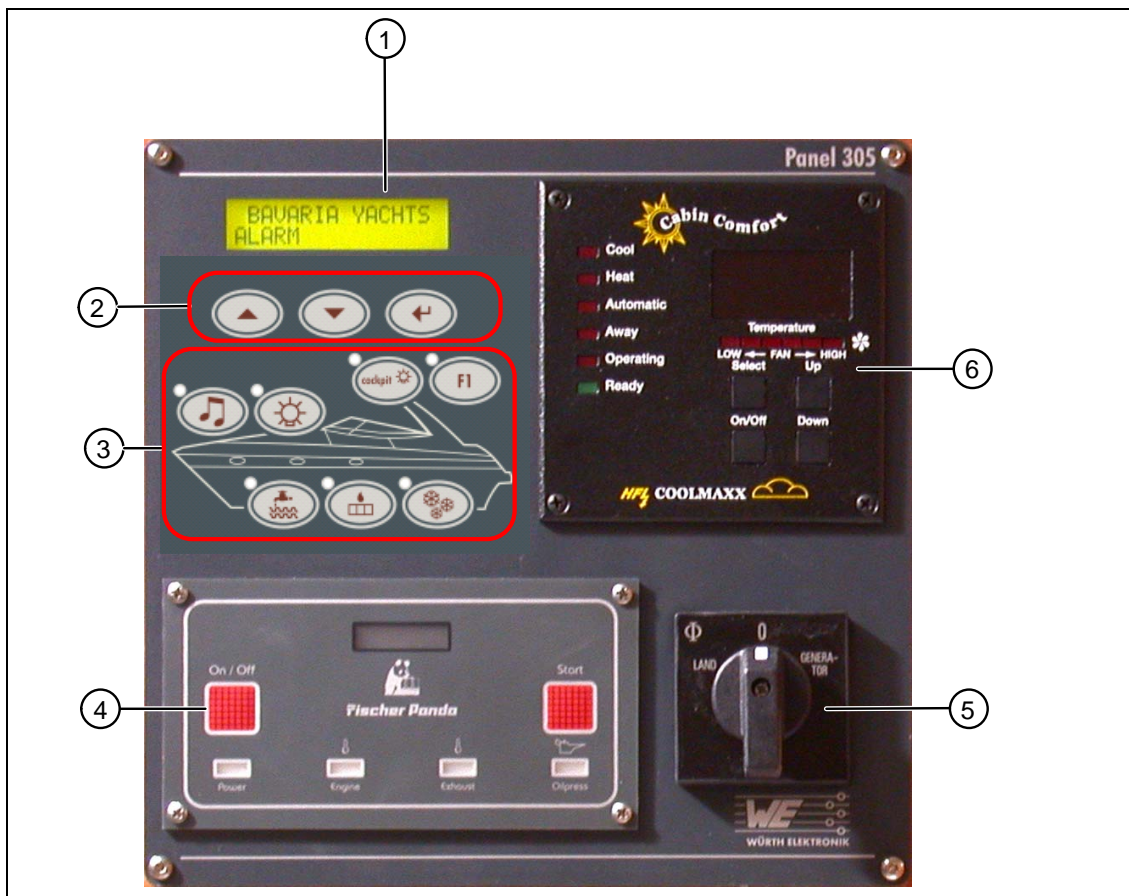 1
Panel 305
BAVARIA YACHTS
ALARM
Cabin Comfort
Cool
Heat
Automatic
Away
Operating
Ready
Temperature
LOW ← FAN → HIGH
Select
Up
On/Off
Down
HFL COOLMAXX
2
cockpit
F1
3
6
On / Off
Start
Fischer Panda
Power
Engine
Exhaust
Oilpress
4
Φ
0
LAND
GENERA-
TOR
5
WE
WÜRTH ELEKTRONIK